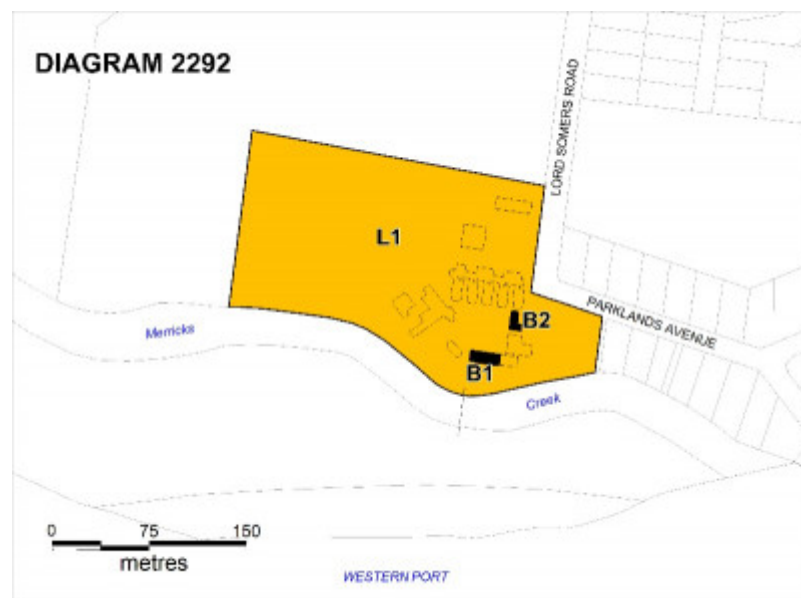 DIAGRAM 2292
LORD SOMERS ROAD
L1
PARKLANDS AVENUE
B2
Merricks
B1
Creek
0 75 150
metres
WESTERN PORT